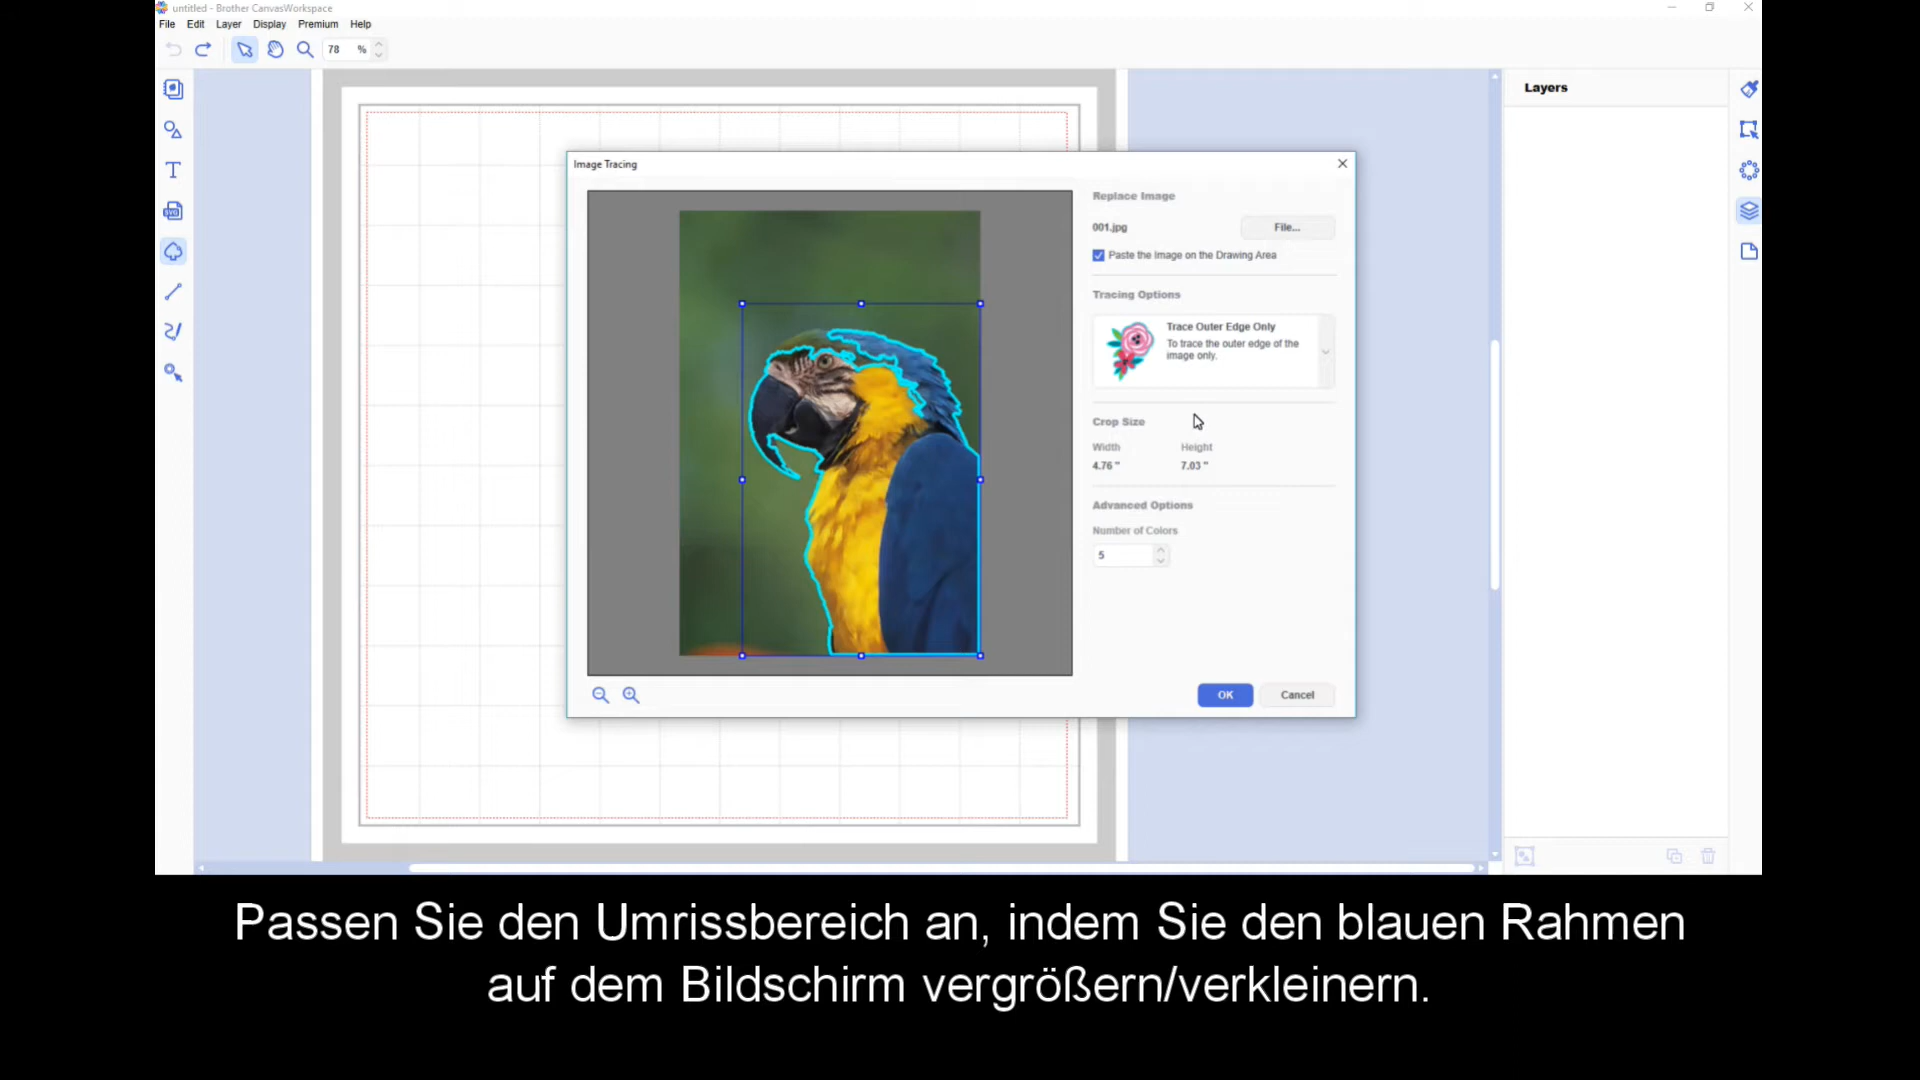 untitled - Brother CanvasWorkspace
File Edit Layer Display Premium Help
78 %
Layers
T
SVG
Image Tracing
Replace Image
001.jpg File...
Paste the Image on the Drawing Area
Tracing Options
Trace Outer Edge Only
To trace the outer edge of the
image only.
Crop Size
Width Height
4.76 " 7.03 "
Advanced Options
Number of Colors
5
OK Cancel
Passen Sie den Umrissbereich an, indem Sie den blauen Rahmen
auf dem Bildschirm vergrößern/verkleinern.